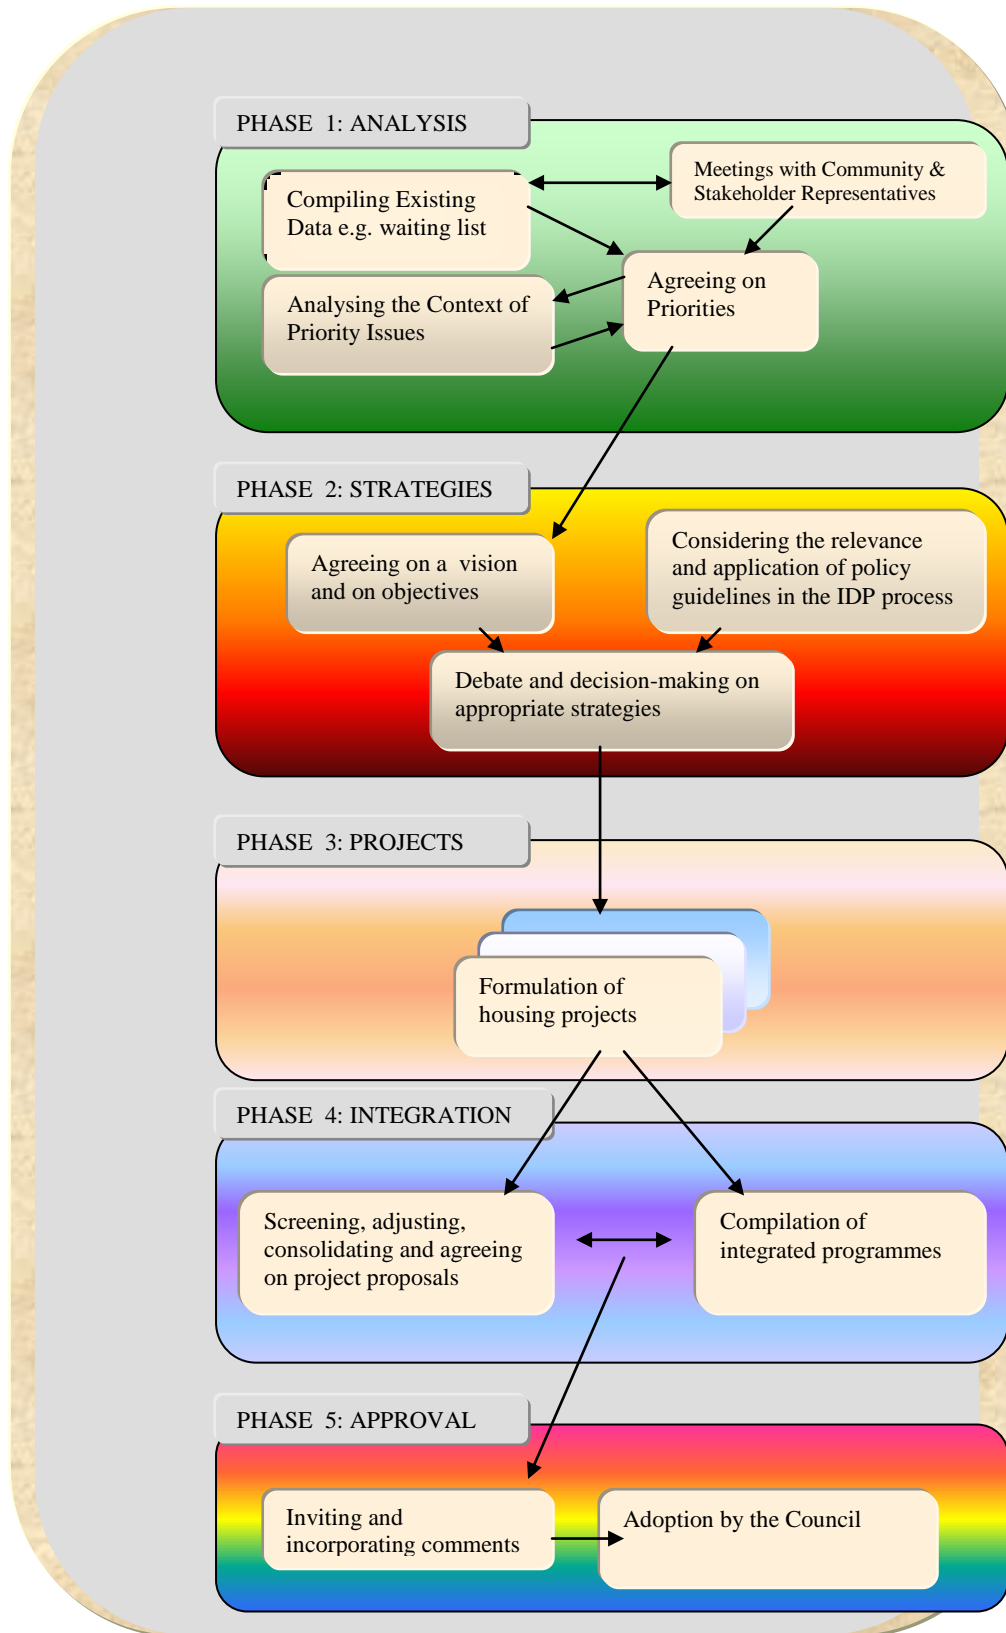 PHASE 1: ANALYSIS
Meetings with Community &
Stakeholder Representatives
Compiling Existing
Data e.g. waiting list
Agreeing on
Priorities
Analysing the Context of
Priority Issues
PHASE 2: STRATEGIES
Agreeing on a vision
and on objectives
Considering the relevance
and application of policy
guidelines in the IDP process
Debate and decision-making on
appropriate strategies
PHASE 3: PROJECTS
Formulation of
housing projects
PHASE 4: INTEGRATION
Screening, adjusting,
consolidating and agreeing
on project proposals
Compilation of
integrated programmes
PHASE 5: APPROVAL
Inviting and
incorporating comments
Adoption by the Council